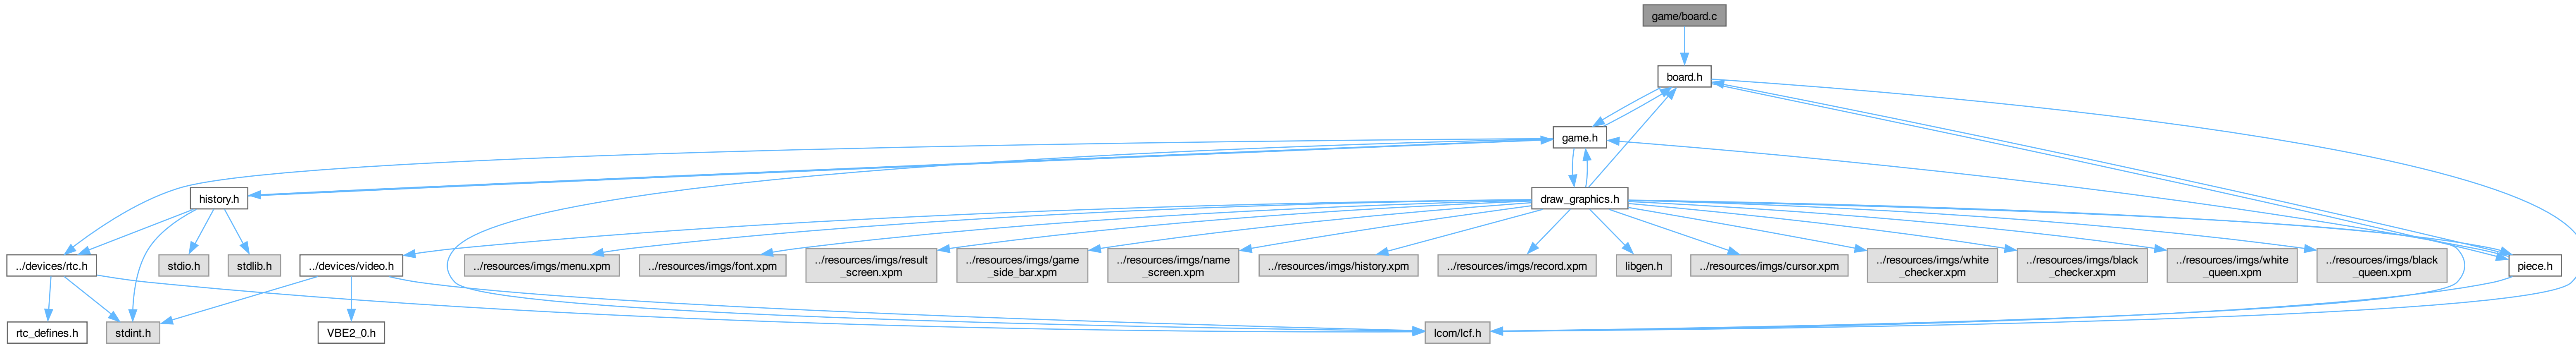 game/board.c
board.h
game.h
history.h
draw_graphics.h
../devices/rtc.h
stdio.h
stdlib.h
../devices/video.h
../resources/imgs/menu.xpm
../resources/imgs/font.xpm
../resources/imgs/result
_screen.xpm
../resources/imgs/game
_side_bar.xpm
../resources/imgs/name
_screen.xpm
../resources/imgs/history.xpm
../resources/imgs/record.xpm
libgen.h
../resources/imgs/cursor.xpm
../resources/imgs/white
_checker.xpm
../resources/imgs/black
_checker.xpm
../resources/imgs/white
_queen.xpm
../resources/imgs/black
_queen.xpm
piece.h
rtc_defines.h
stdint.h
VBE2_0.h
lcom/lcf.h